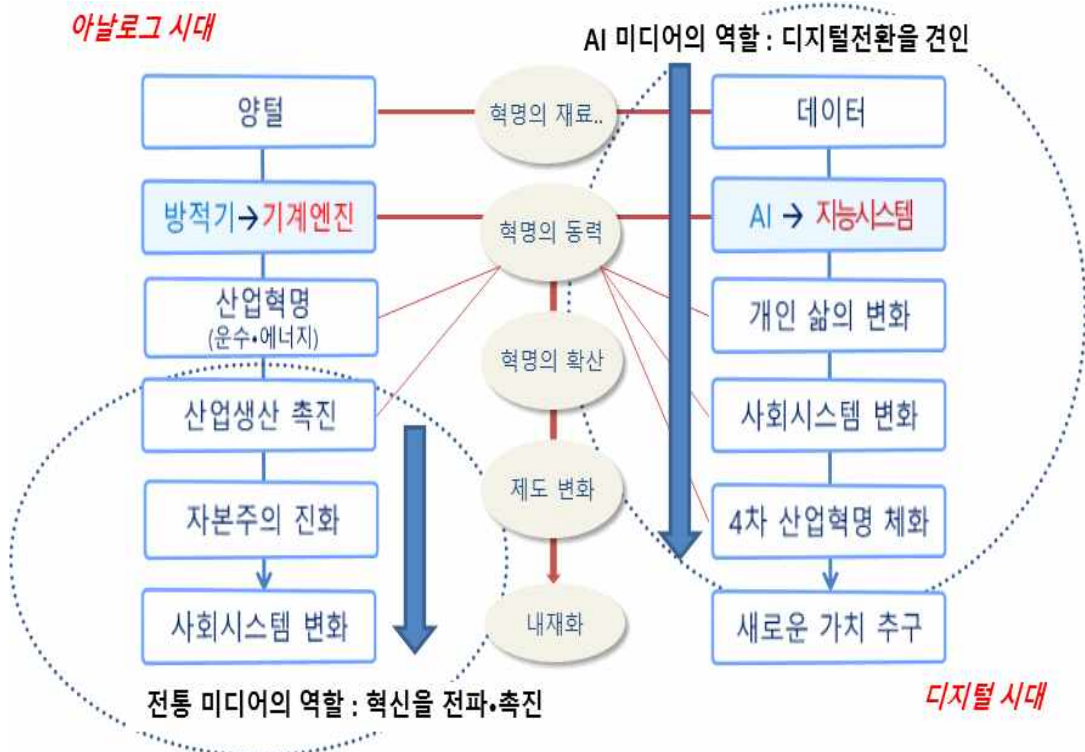 아날로그 시대
AI 미디어의 역할 : 디지털전환을 견인
양털
혁명의 재료..
데이터
방적기→기계엔진
혁명의 동력
AI → 지능시스템
산업혁명
(운수•에너지)
개인 삶의 변화
혁명의 확산
산업생산 촉진
사회시스템 변화
제도 변화
자본주의 진화
4차 산업혁명 체화
사회시스템 변화
내재화
새로운 가치 추구
전통 미디어의 역할 : 혁신을 전파•촉진
디지털 시대